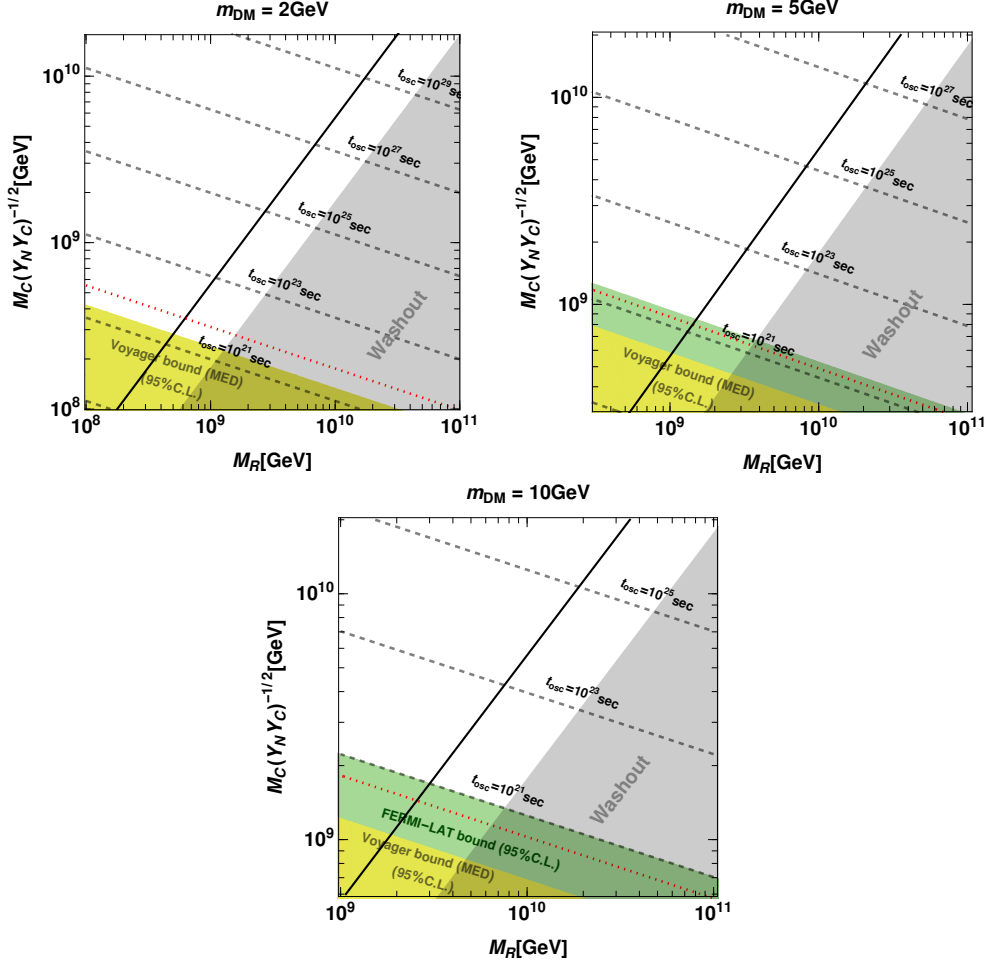 m_DM = 2GeV
M_C(Y_N Y_C)^{-1/2}[GeV]
10^{10}
10^9
10^8
t_osc=10^{29}sec
t_osc=10^{27}sec
t_osc=10^{25}sec
t_osc=10^{23}sec
t_osc=10^{21}sec
Washout
Voyager bound (MED)
(95%C.L.)
10^8
10^9
10^{10}
10^{11}
M_R[GeV]
m_DM = 5GeV
M_C(Y_N Y_C)^{-1/2}[GeV]
10^{10}
10^9
t_osc=10^{27}sec
t_osc=10^{25}sec
t_osc=10^{23}sec
t_osc=10^{21}sec
Washout
Voyager bound (MED)
(95%C.L.)
10^9
10^{10}
10^{11}
M_R[GeV]
m_DM = 10GeV
M_C(Y_N Y_C)^{-1/2}[GeV]
10^{10}
10^9
t_osc=10^{25}sec
t_osc=10^{23}sec
t_osc=10^{21}sec
Washout
FERMI−LAT bound (95%C.L.)
Voyager bound (MED)
(95%C.L.)
10^9
10^{10}
10^{11}
M_R[GeV]